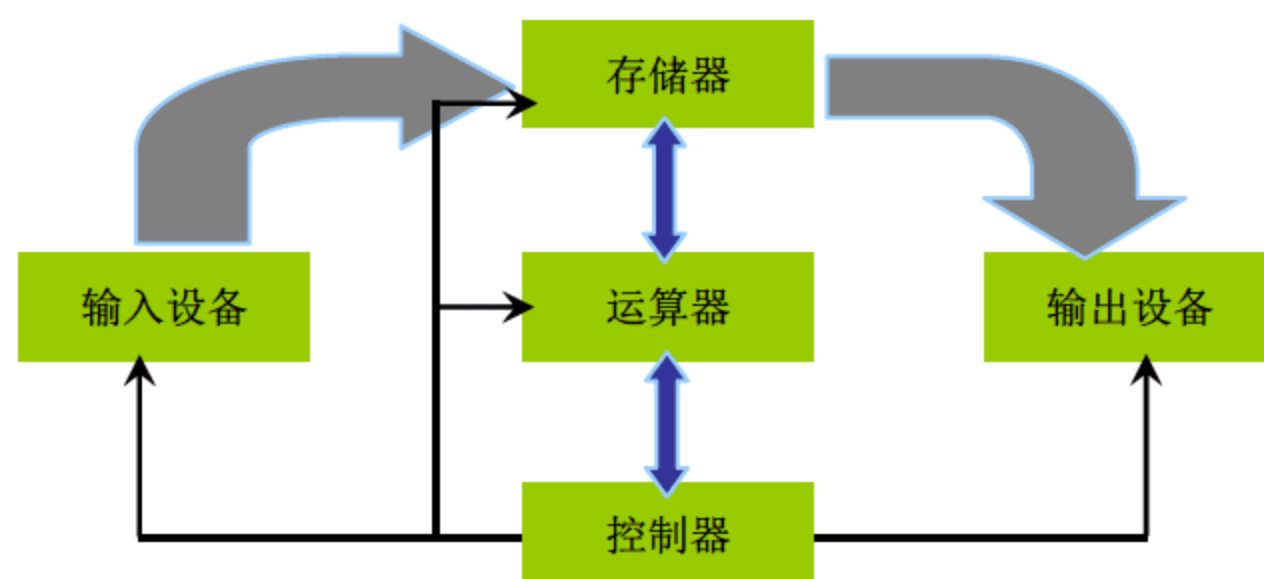 存储器
输入设备
运算器
输出设备
控制器